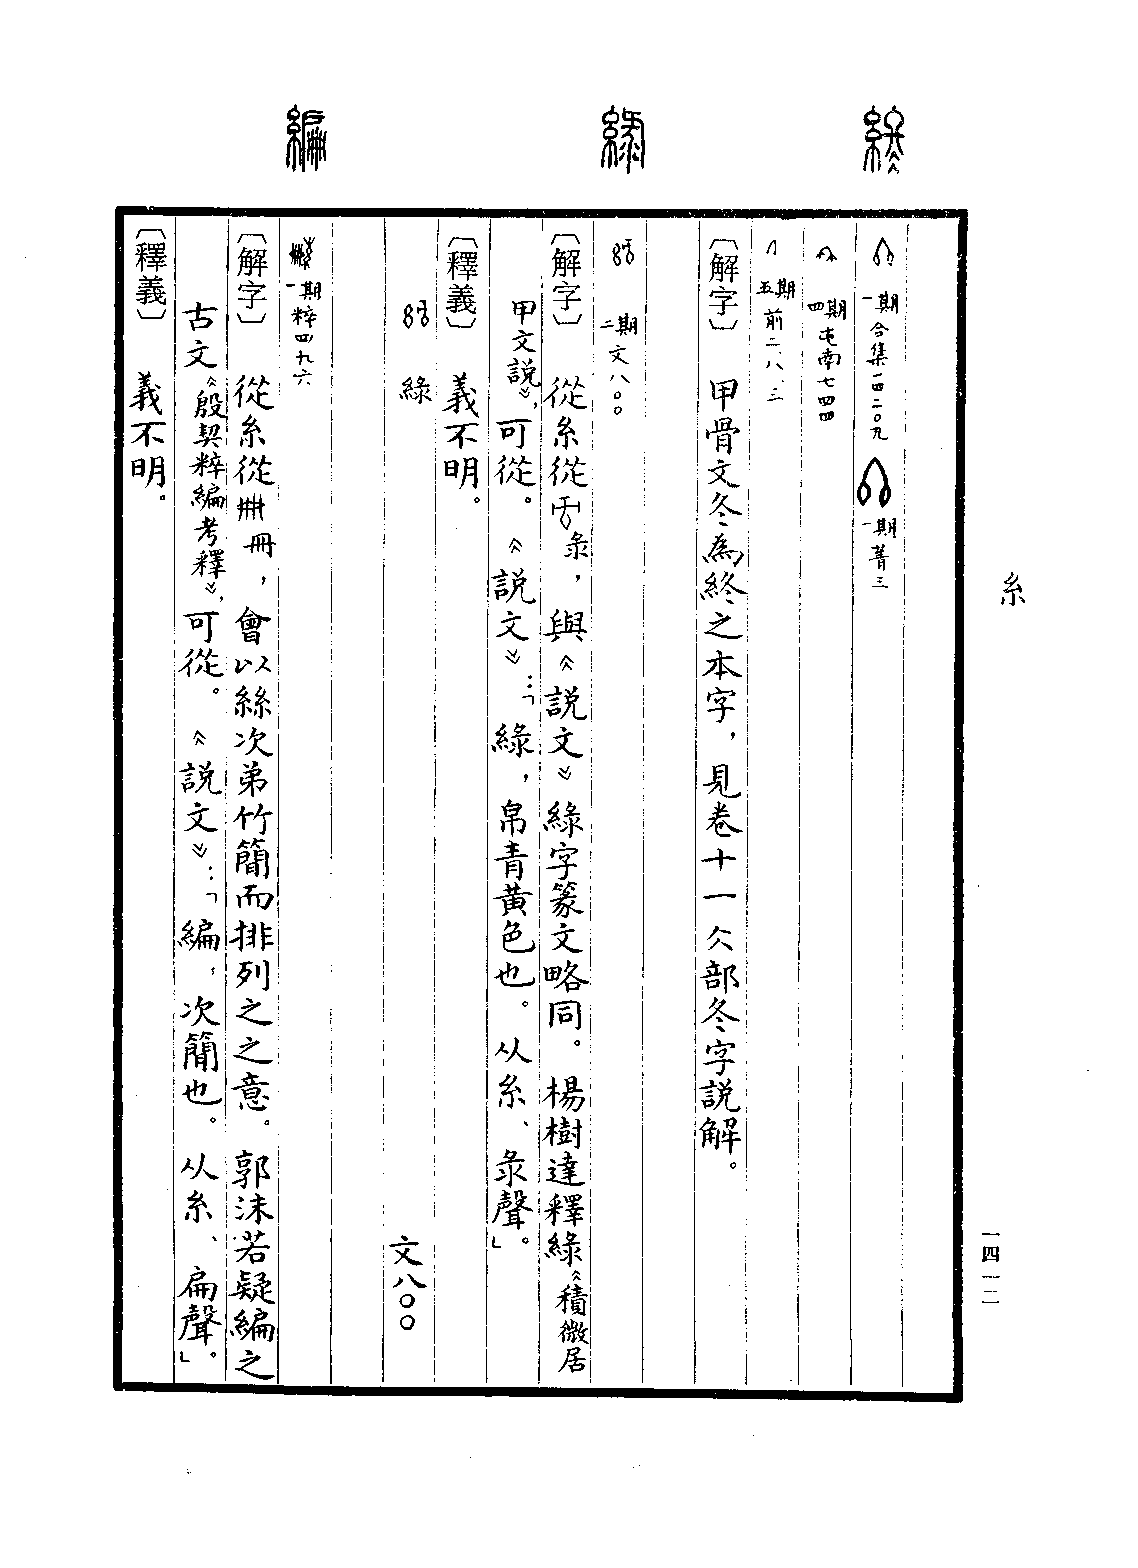 糸
一四一二
終
一期 合集一四二〇九
一期 菁三
四期 屯南七四四
五期 前二、八、三
〔解字〕 甲骨文冬為終之本字，見卷十一仌部冬字說解。
綠
二期 文八〇〇
〔解字〕 從糸從彔，與《說文》綠字篆文略同。楊樹達釋綠《積微居
甲文說》，可從。《說文》：「綠，帛青黃色也。从糸、彔聲。」
〔釋義〕 義不明。
綠 文八〇〇
編
一期 粹四九六
〔解字〕 從糸從冊，會以絲次弟竹簡而排列之之意。郭沫若疑編之
古文《殷契粹編考釋》，可從。《說文》：「編，次簡也。从糸、扁聲。」
〔釋義〕 義不明。